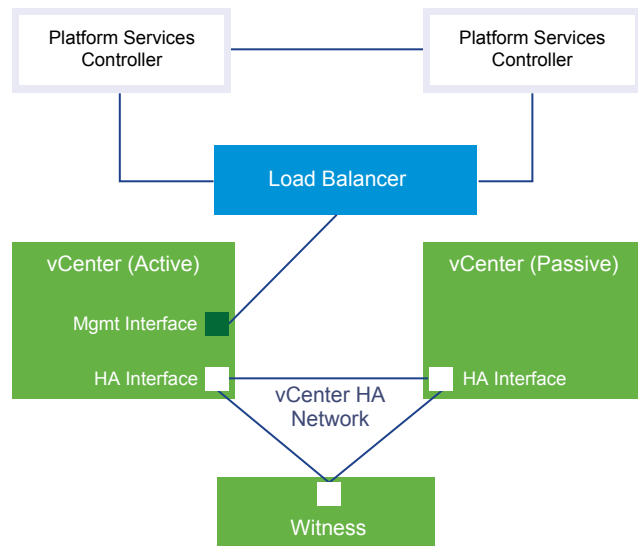 Platform Services
Controller
Platform Services
Controller
Load Balancer
vCenter (Active)
vCenter (Passive)
Mgmt Interface
HA Interface
HA Interface
vCenter HA
Network
Witness